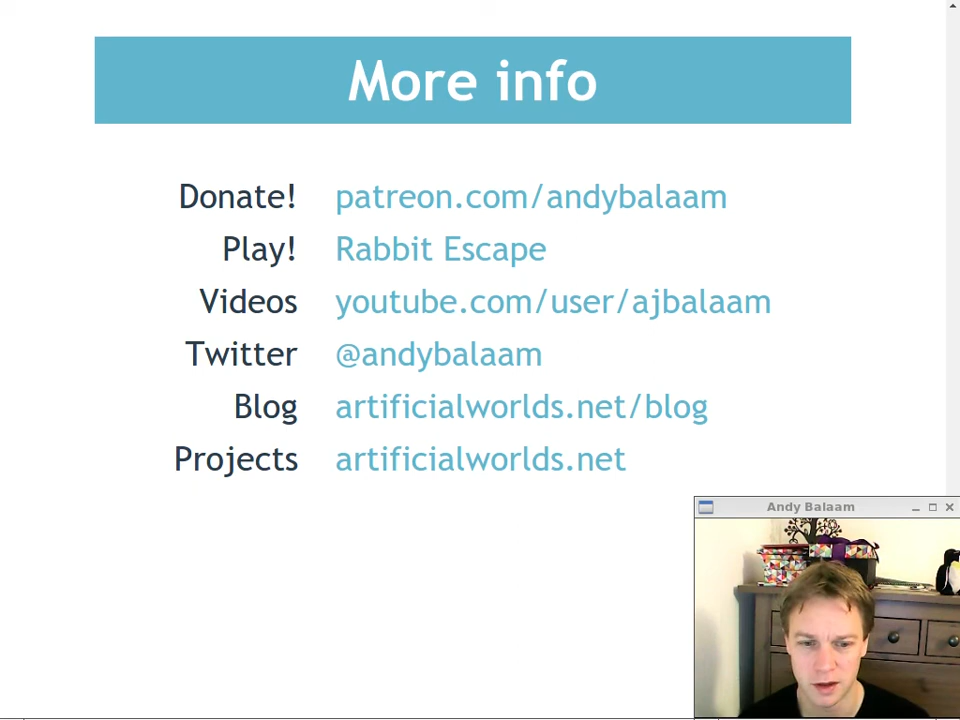 More info
Donate! patreon.com/andybalaam
Play! Rabbit Escape
Videos youtube.com/user/ajbalaam
Twitter @andybalaam
Blog artificialworlds.net/blog
Projects artificialworlds.net
Andy Balaam